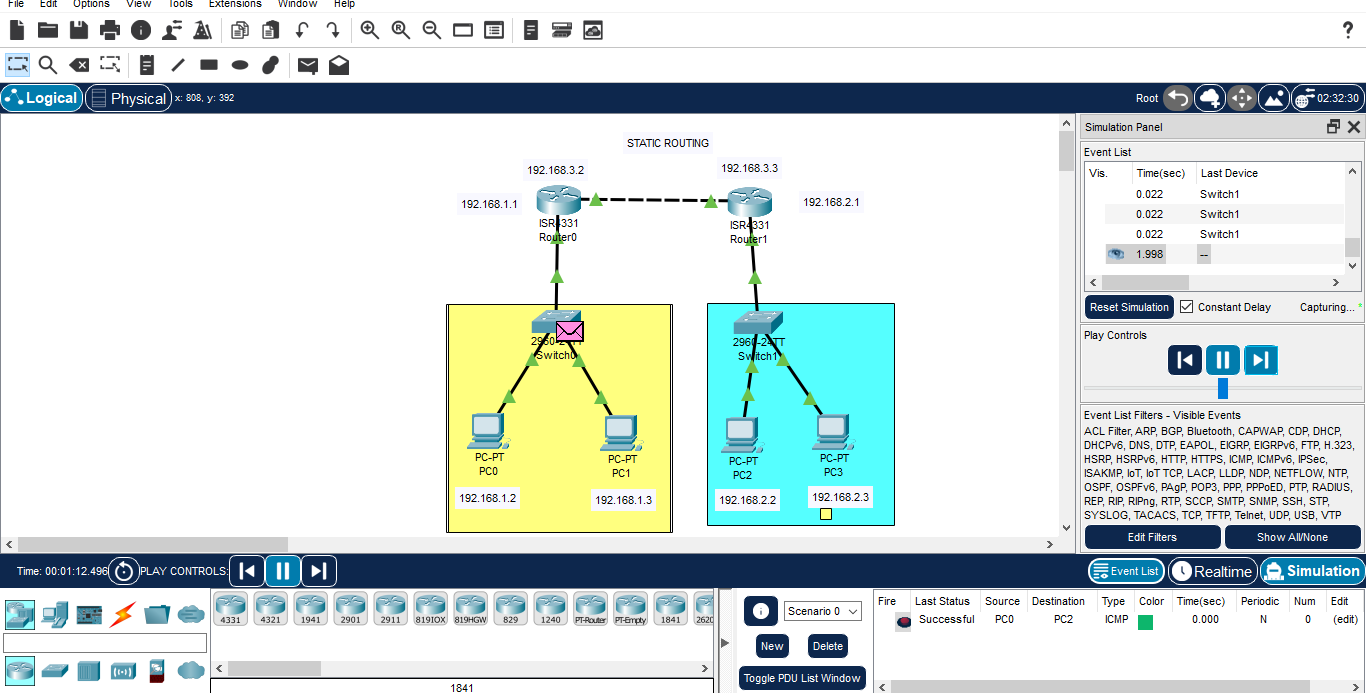 File Edit Options View Tools Extensions Window Help
Logical Physical x: 808, y: 392 Root 02:32:30
STATIC ROUTING
192.168.3.2 192.168.3.3
192.168.1.1 192.168.2.1
ISR4331 ISR4331
Router0 Router1
2960-24TT 2960-24TT
Switch0 Switch1
PC-PT PC-PT PC-PT PC-PT
PC0 PC1 PC2 PC3
192.168.1.2 192.168.1.3 192.168.2.2 192.168.2.3
Simulation Panel
Event List
Vis. Time(sec) Last Device
0.022 Switch1
0.022 Switch1
0.022 Switch1
1.998 --
Reset Simulation Constant Delay Capturing... *
Play Controls
Event List Filters - Visible Events
ACL Filter, ARP, BGP, Bluetooth, CAPWAP, CDP, DHCP,
DHCPv6, DNS, DTP, EAPOL, EIGRP, EIGRPv6, FTP, H.323,
HSRP, HSRPv6, HTTP, HTTPS, ICMP, ICMPv6, IPSec,
ISAKMP, IoT, IoT TCP, LACP, LLDP, NDP, NETFLOW, NTP,
OSPF, OSPFv6, PAgP, POP3, PPP, PPPoED, PTP, RADIUS,
REP, RIP, RIPng, RTP, SCCP, SMTP, SNMP, SSH, STP,
SYSLOG, TACACS, TCP, TFTP, Telnet, UDP, USB, VTP
Edit Filters Show All/None
Time: 00:01:12.496 PLAY CONTROLS: Event List Realtime Simulation
4331 4321 1941 2901 2911 819IOX 819HGW 829 1240 PT-Router PT-Empty 1841 2620
1841
Scenario 0
New Delete
Toggle PDU List Window
Fire Last Status Source Destination Type Color Time(sec) Periodic Num Edit
Successful PC0 PC2 ICMP 0.000 N 0 (edit)